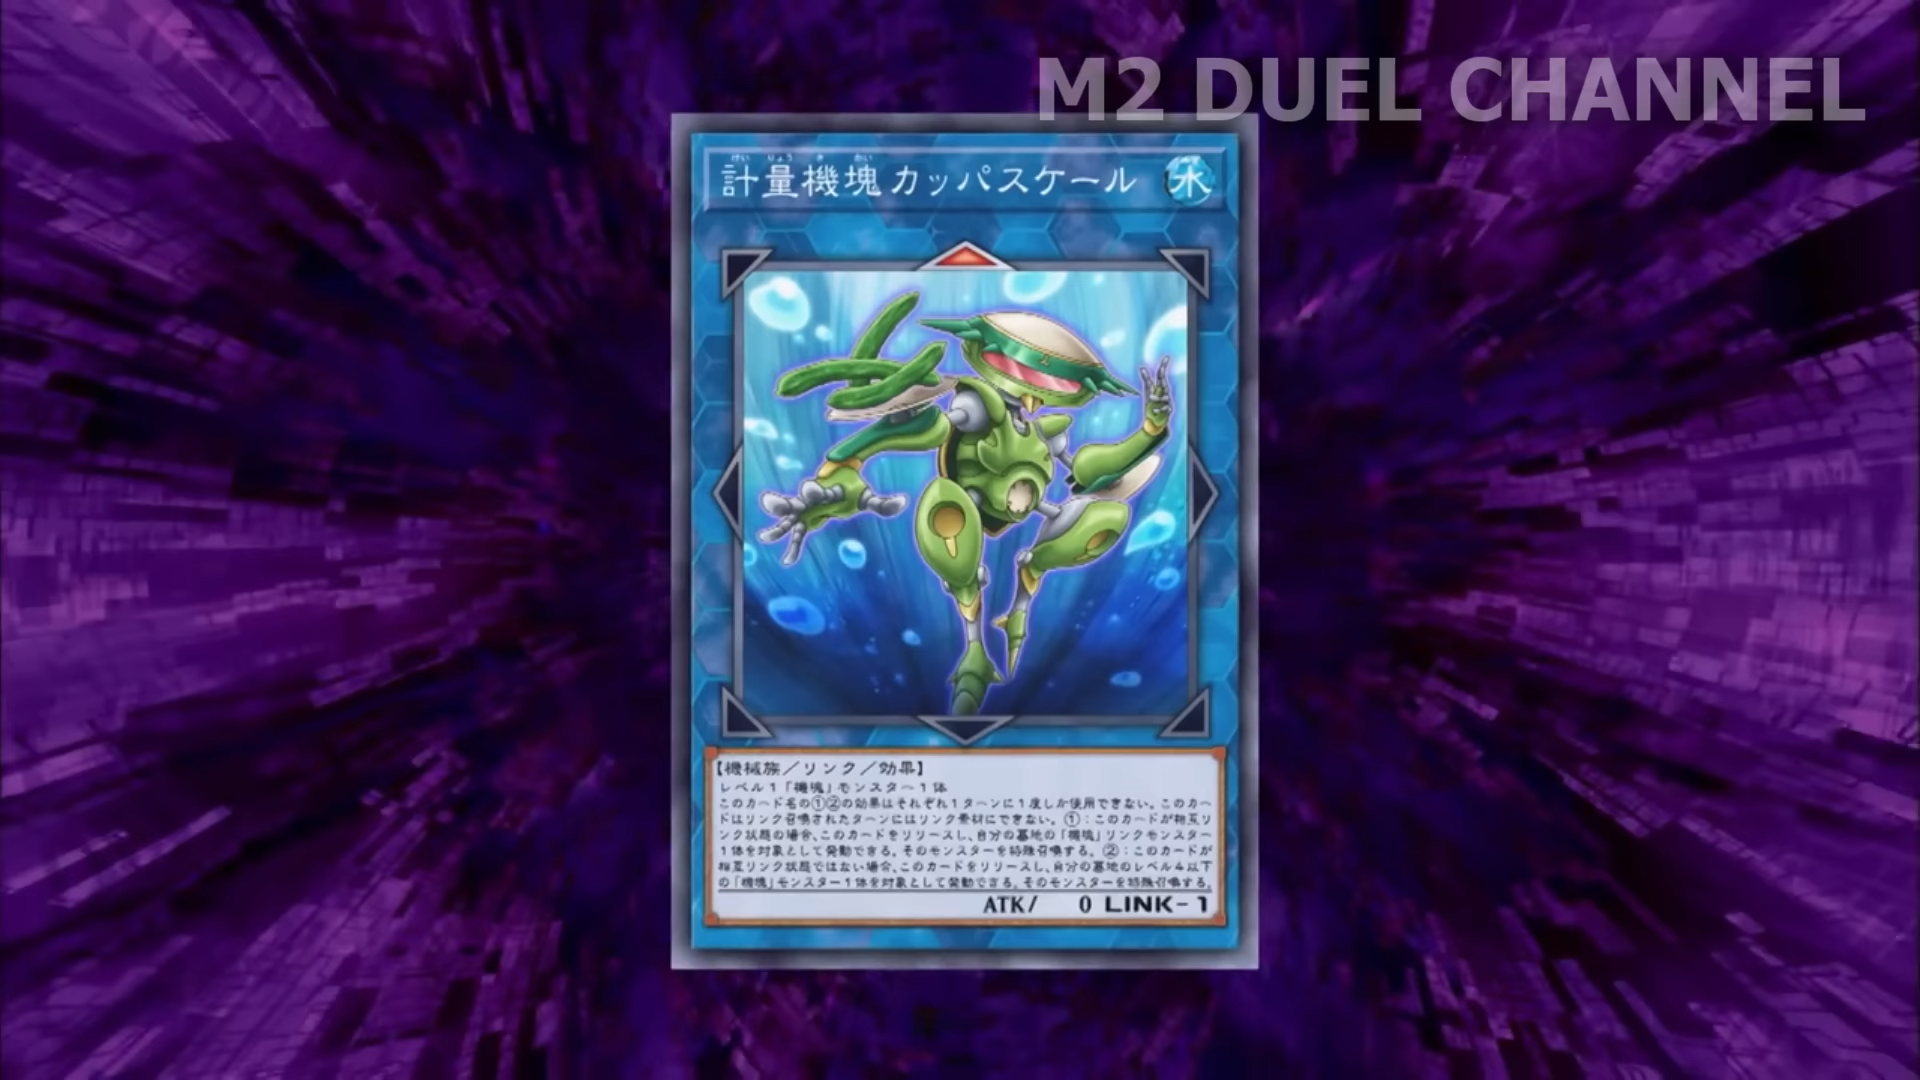 M2 DUEL CHANNEL
けいりょうきかい
計量機塊カッパスケール
水
【機械族／リンク／効果】
レベル１「機塊」モンスター１体
このカード名の①②の効果はそれぞれ１ターンに１度しか使用できない。このカー
ドはリンク召喚されたターンにはリンク素材にできない。①：このカードが相互リ
ンク状態の場合、このカードをリリースし、自分の墓地の「機塊」リンクモンスター
１体を対象として発動できる。そのモンスターを特殊召喚する。②：このカードが
相互リンク状態ではない場合、このカードをリリースし、自分の墓地のレベル４以下
の「機塊」モンスター１体を対象として発動できる。そのモンスターを特殊召喚する。
ATK/ 0 LINK-1